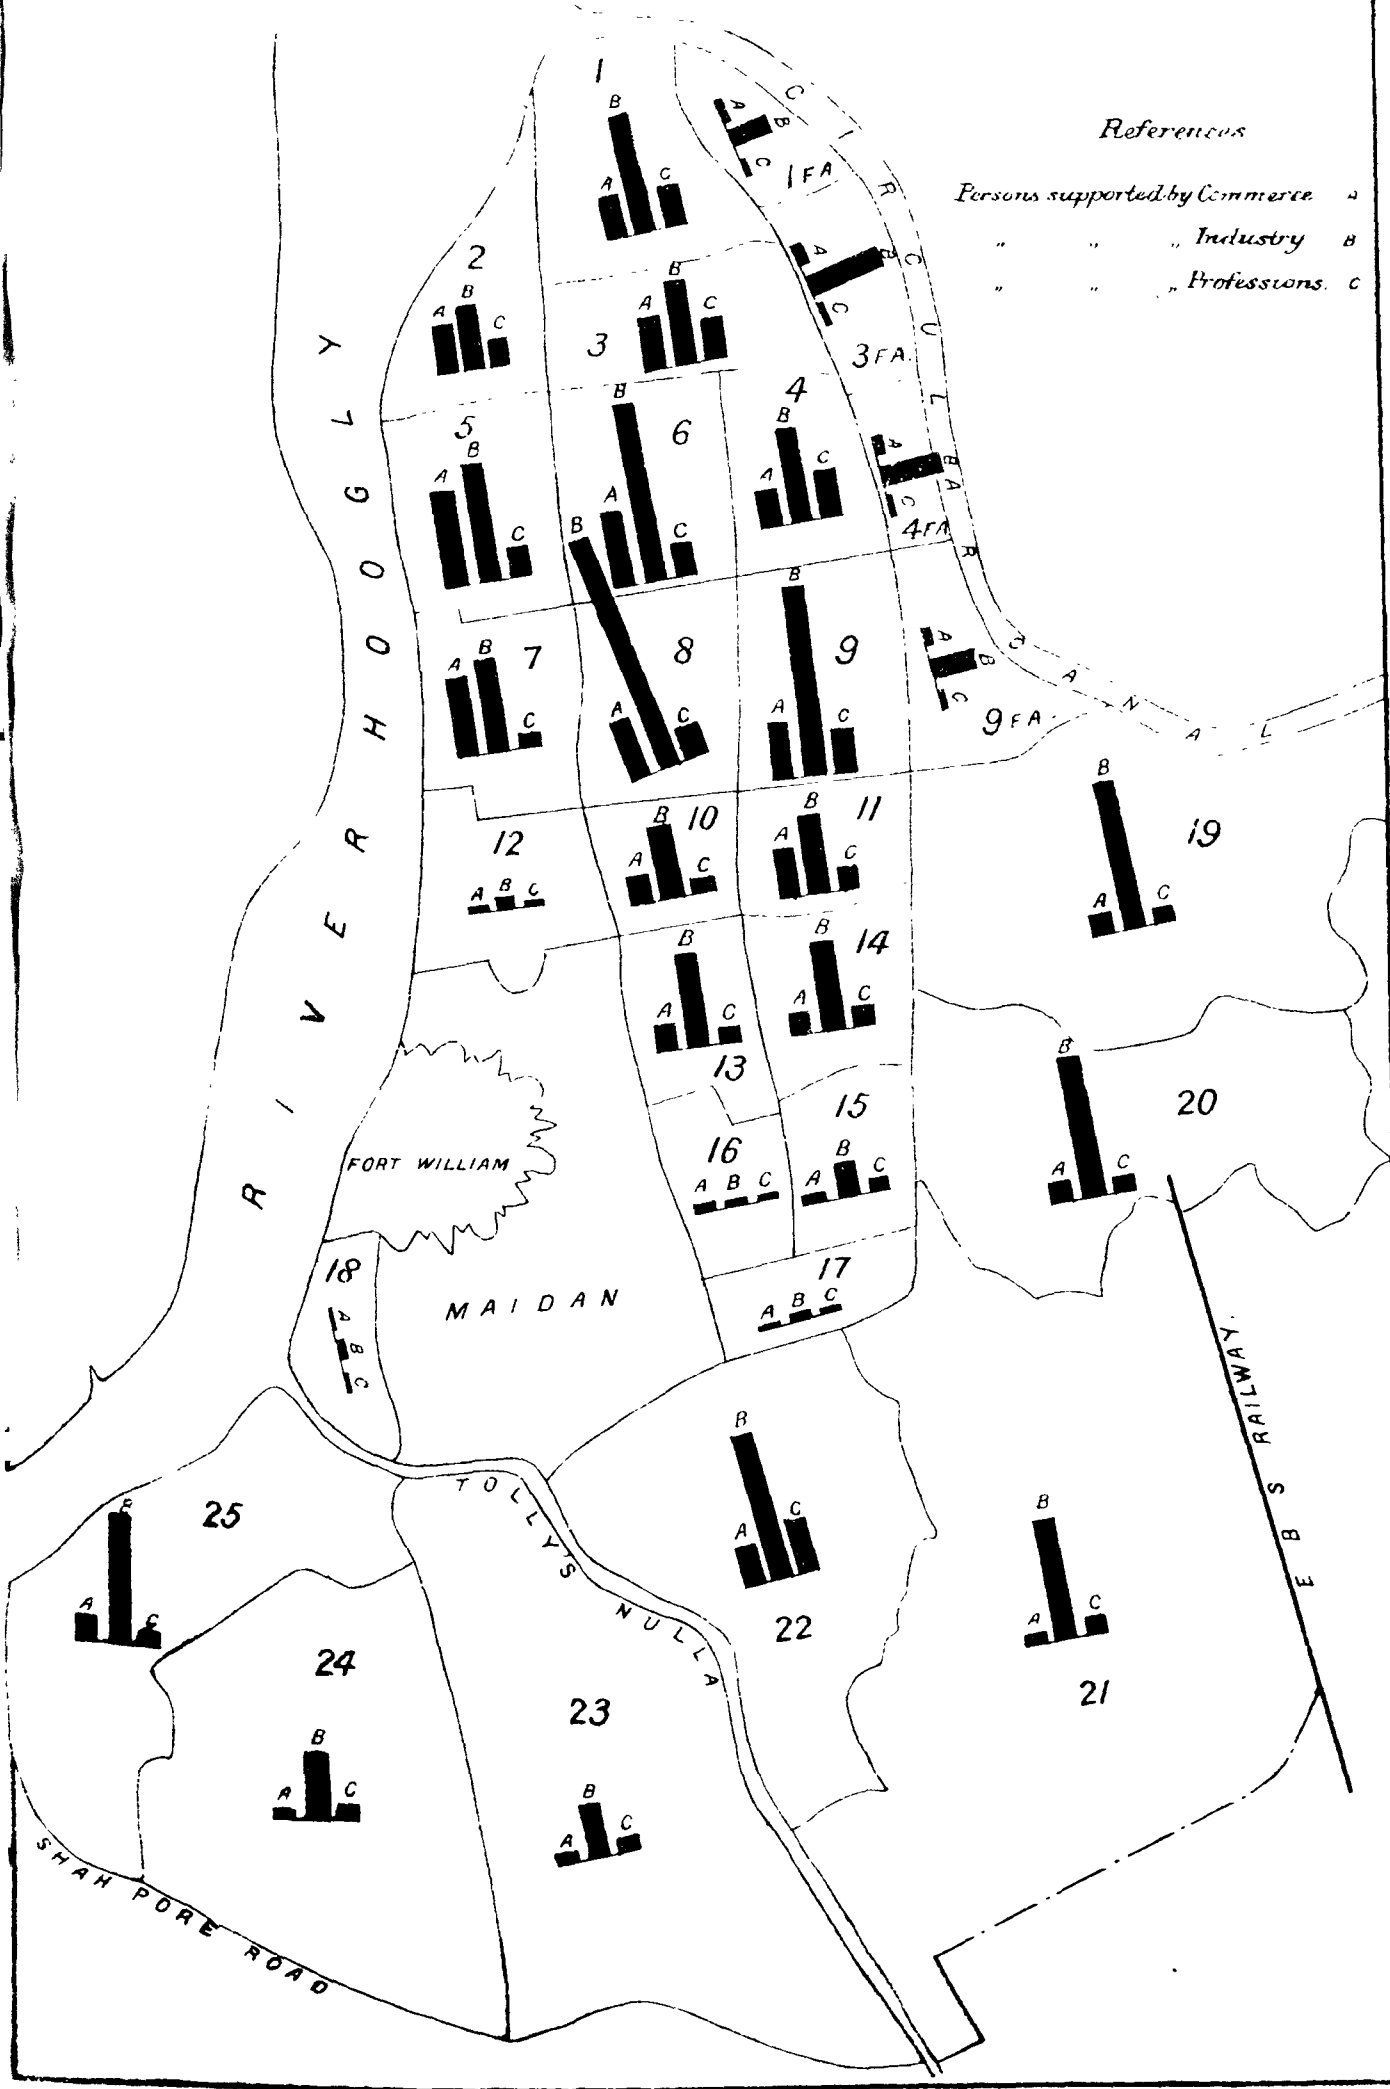 References
Persons supported by Commerce A
„ „ „ Industry B
„ „ „ Professions. C
CIRCULAR CANAL
RIVER HOOGLY
1
B
A
C
A
B
C
1 FA
2
B
A
C
3
B
A
C
A
B
C
3 FA.
4
B
A
C
A
B
C
4 FA
5
B
A
C
6
B
A
C
7
A
B
C
8
B
A
C
9
B
A
C
A
B
C
9 FA.
10
B
A
C
11
B
A
C
12
A
B
C
13
B
A
C
14
B
A
C
15
B
A
C
16
A
B
C
17
A
B
C
18
A
B
C
19
B
A
C
20
B
A
C
FORT WILLIAM
MAIDAN
EBS RAILWAY.
TOLLY'S NULLA
21
B
A
C
22
B
A
C
23
B
A
C
24
B
A
C
25
B
A
C
SHAH PORE ROAD